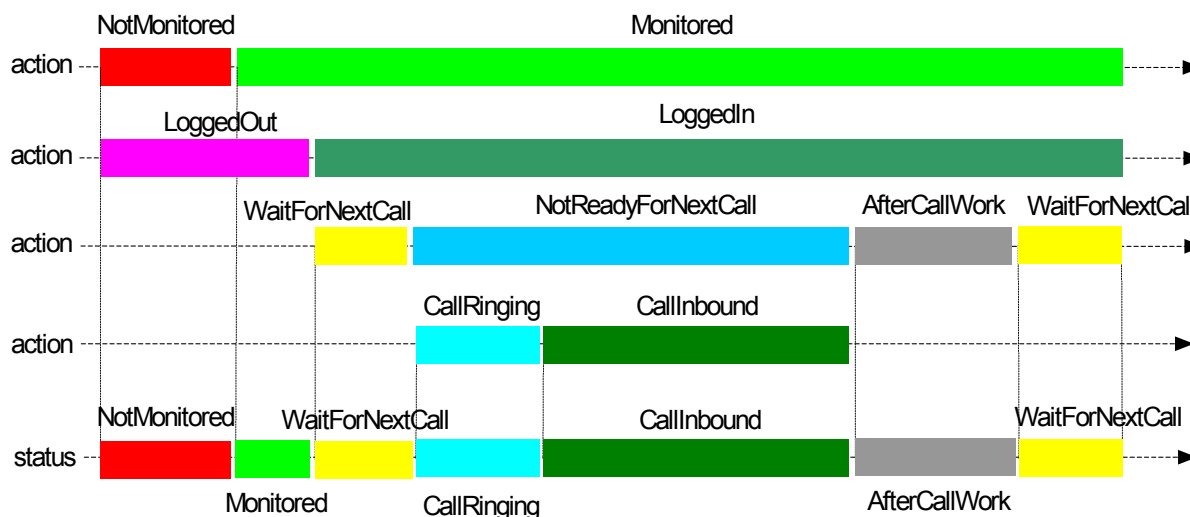 NotMonitored Monitored
action
LoggedOut LoggedIn
action
WaitForNextCall NotReadyForNextCall AfterCallWork WaitForNextCal
action
CallRinging CallInbound
action
NotMonitored WaitForNextCall CallInbound WaitForNextCall
status
Monitored CallRinging AfterCallWork